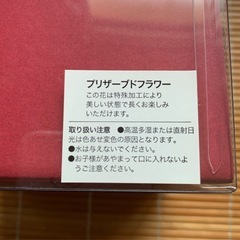 プリザーブドフラワー
この花は特殊加工により
美しい状態で長くお楽しみ
いただけます。
取り扱い注意 ●高温多湿または直射日
光は色あせ変色の原因となります。
●水は与えないでください。
●お子様があやまって口に入れないよ
うご注意ください。